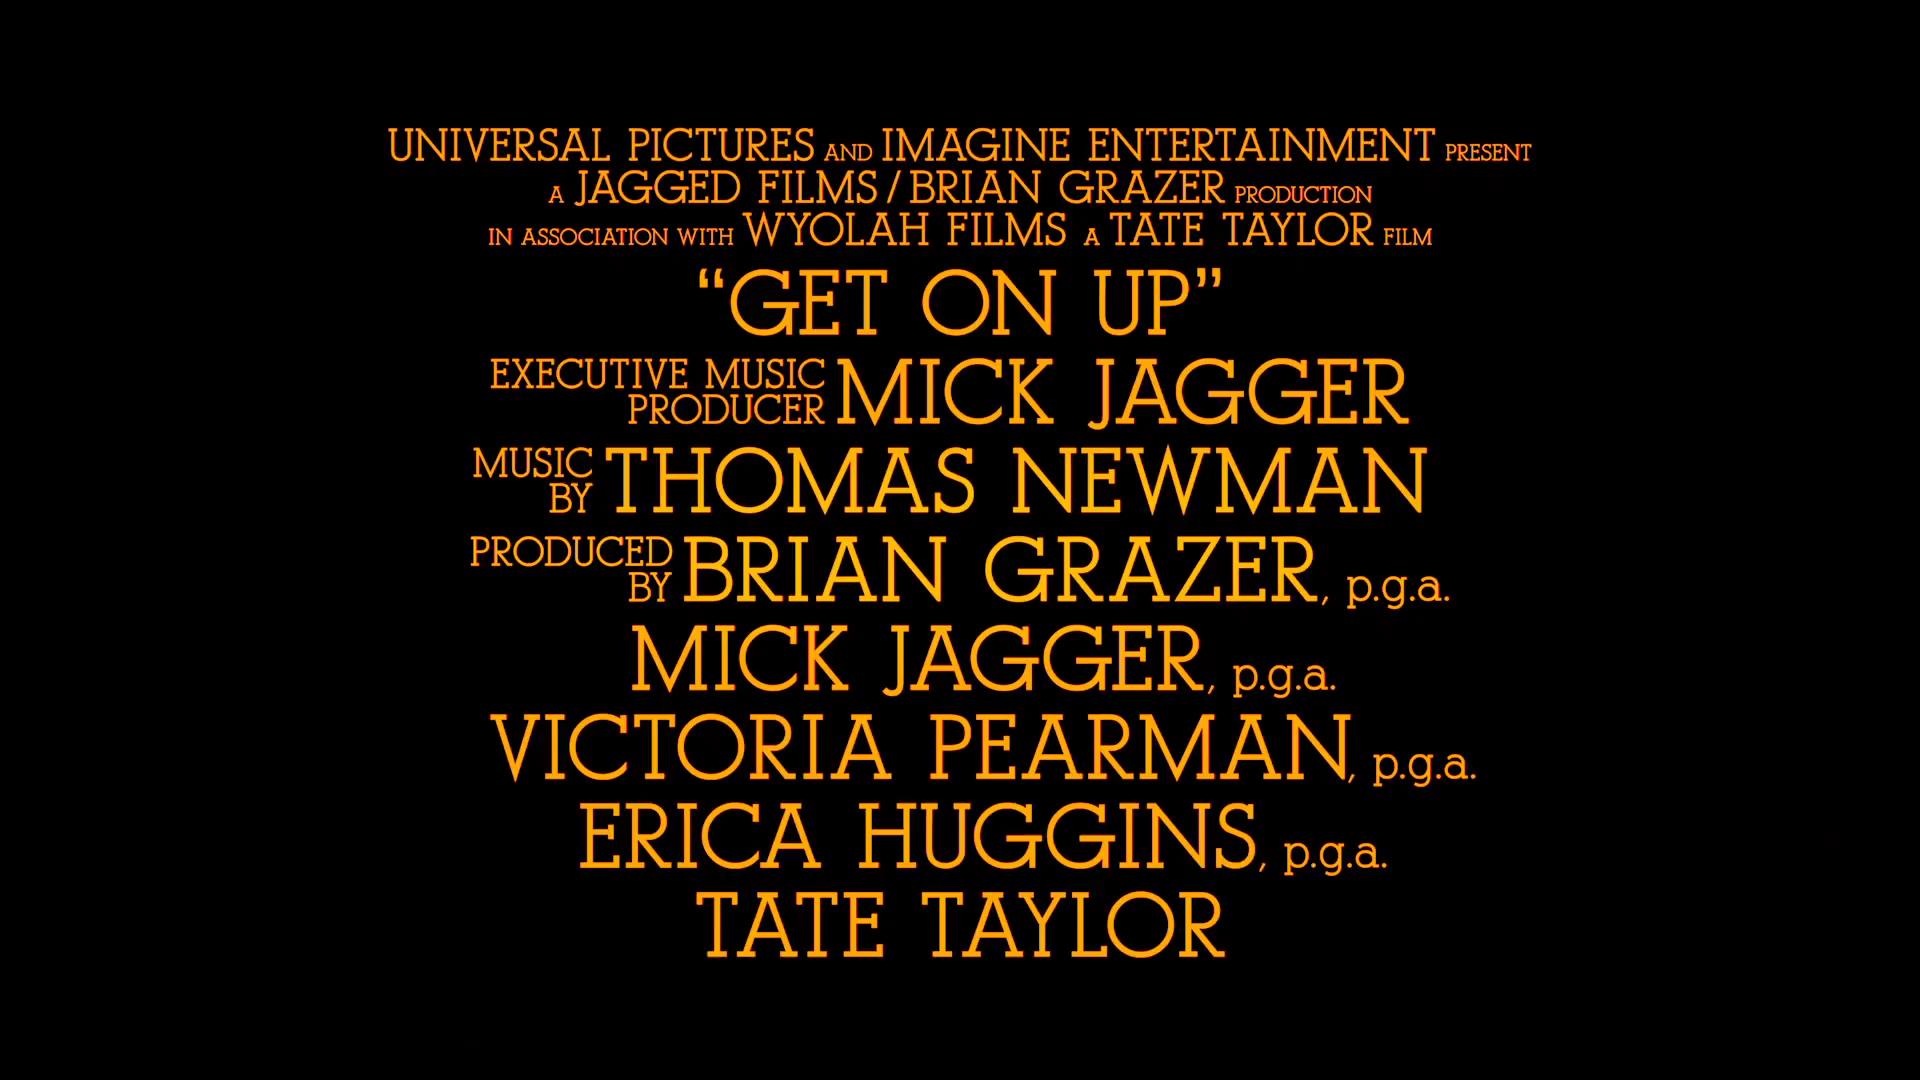 UNIVERSAL PICTURES AND IMAGINE ENTERTAINMENT PRESENT
A JAGGED FILMS / BRIAN GRAZER PRODUCTION
IN ASSOCIATION WITH WYOLAH FILMS A TATE TAYLOR FILM
“GET ON UP”
EXECUTIVE MUSIC PRODUCER MICK JAGGER
MUSIC BY THOMAS NEWMAN
PRODUCED BY BRIAN GRAZER, p.g.a.
MICK JAGGER, p.g.a.
VICTORIA PEARMAN, p.g.a.
ERICA HUGGINS, p.g.a.
TATE TAYLOR